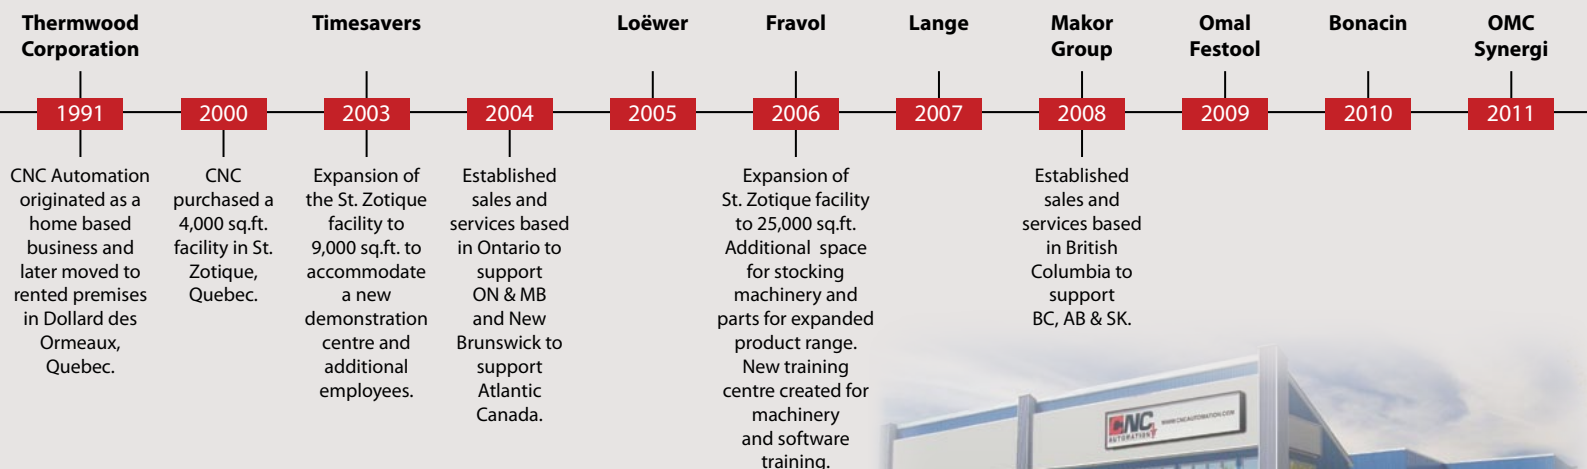 Thermwood
Corporation
Timesavers
Loëwer
Fravol
Lange
Makor
Group
Omal
Festool
Bonacin
OMC
Synergi
1991
2000
2003
2004
2005
2006
2007
2008
2009
2010
2011
CNC Automation
originated as a
home based
business and
later moved to
rented premises
in Dollard des
Ormeaux,
Quebec.
CNC
purchased a
4,000 sq.ft.
facility in St.
Zotique,
Quebec.
Expansion of
the St. Zotique
facility to
9,000 sq.ft. to
accommodate
a new
demonstration
centre and
additional
employees.
Established
sales and
services based
in Ontario to
support
ON & MB
and New
Brunswick to
support
Atlantic
Canada.
Expansion of
St. Zotique facility
to 25,000 sq.ft.
Additional space
for stocking
machinery and
parts for expanded
product range.
New training
centre created for
machinery
and software
training.
Established
sales and
services based
in British
Columbia to
support
BC, AB & SK.
CNC
AUTOMATION
WWW.CNCAUTOMATION.COM